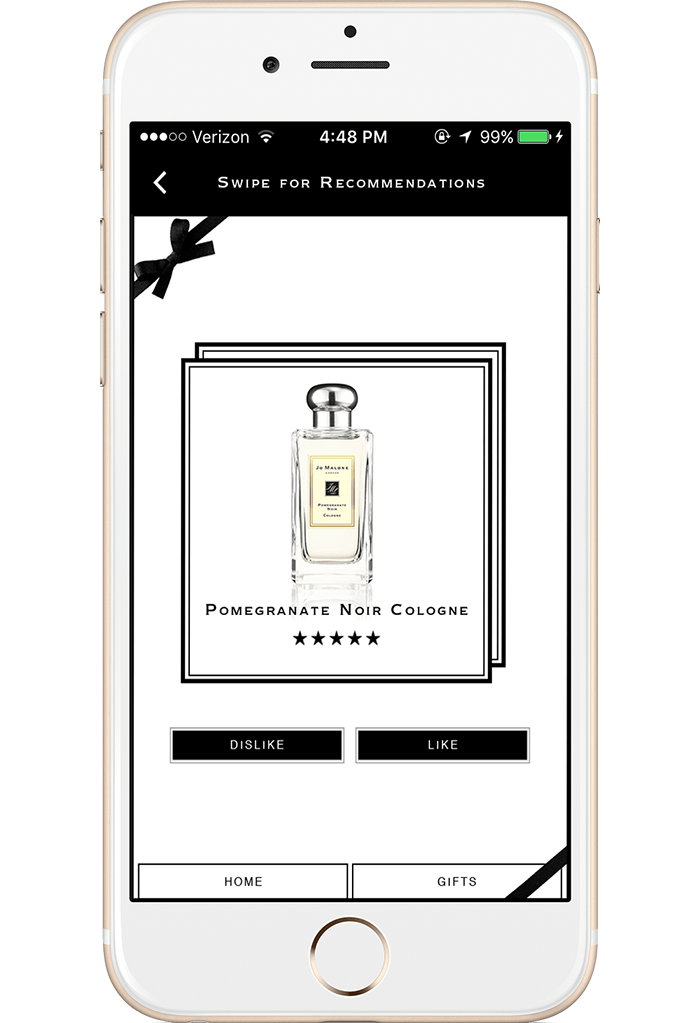 Verizon 4:48 PM 99%
Swipe for Recommendations
Jo Malone
London
Pomegranate
Noir
Cologne
Pomegranate Noir Cologne
★★★★★
DISLIKE LIKE
HOME GIFTS